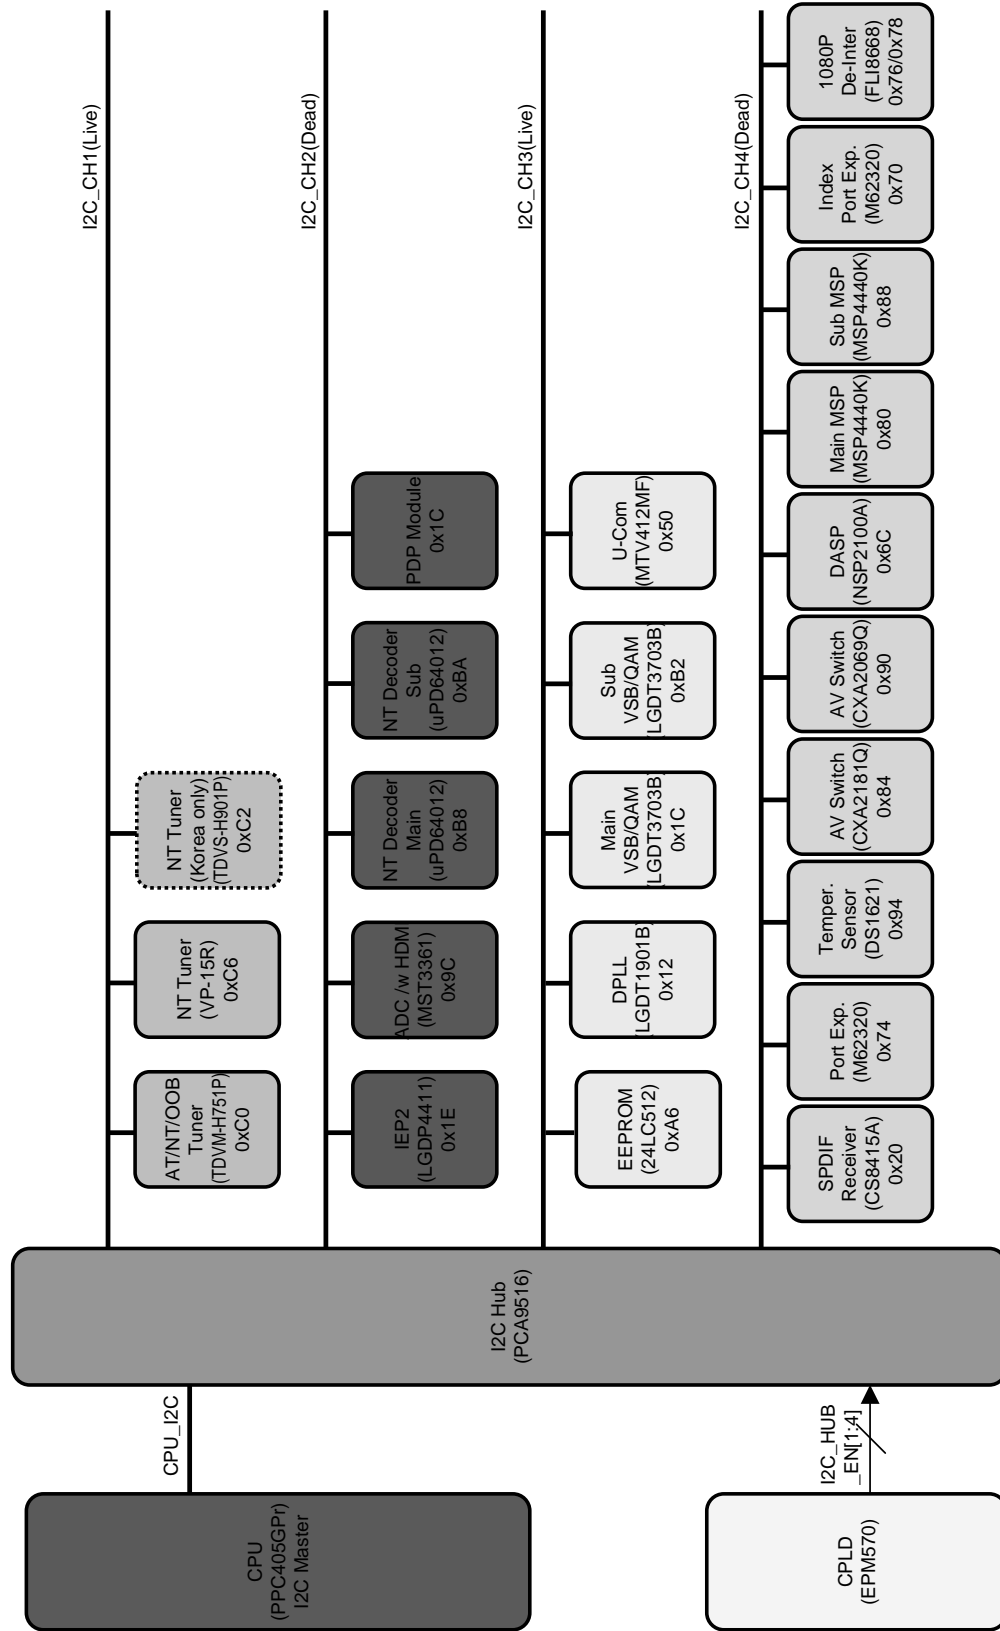 CPU
(PPC405GPr)
I2C Master
CPLD
(EPM570)
CPU_I2C
I2C_HUB
_EN[1:4]
I2C Hub
(PCA9516)
I2C_CH1(Live)
AT/NT/OOB
Tuner
(TDVM-H751P)
0xC0
NT Tuner
(VP-15R)
0xC6
NT Tuner
(Korea only)
(TDVS-H901P)
0xC2
I2C_CH2(Dead)
IEP2
(LGDP4411)
0x1E
ADC /w HDM
(MST3361)
0x9C
NT Decoder
Main
(uPD64012)
0xB8
NT Decoder
Sub
(uPD64012)
0xBA
PDP Module
0x1C
I2C_CH3(Live)
EEPROM
(24LC512)
0xA6
DPLL
(LGDT1901B)
0x12
Main
VSB/QAM
(LGDT3703B)
0x1C
Sub
VSB/QAM
(LGDT3703B)
0xB2
U-Com
(MTV412MF)
0x50
I2C_CH4(Dead)
SPDIF
Receiver
(CS8415A)
0x20
Port Exp.
(M62320)
0x74
Temper.
Sensor
(DS1621)
0x94
AV Switch
(CXA2181Q)
0x84
AV Switch
(CXA2069Q)
0x90
DASP
(NSP2100A)
0x6C
Main MSP
(MSP4440K)
0x80
Sub MSP
(MSP4440K)
0x88
Index
Port Exp.
(M62320)
0x70
1080P
De-Inter
(FLI8668)
0x76/0x78